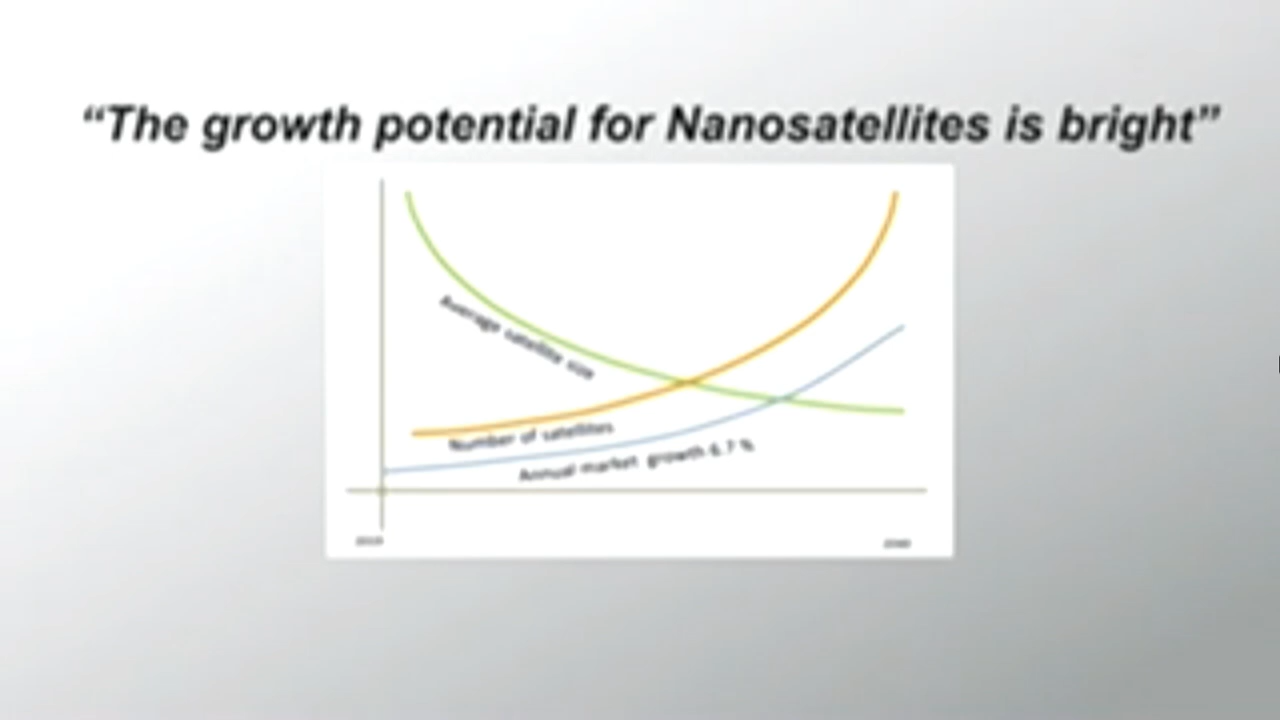 “The growth potential for Nanosatellites is bright”
Average satellite size
Number of satellites
Annual market growth 6.7 %